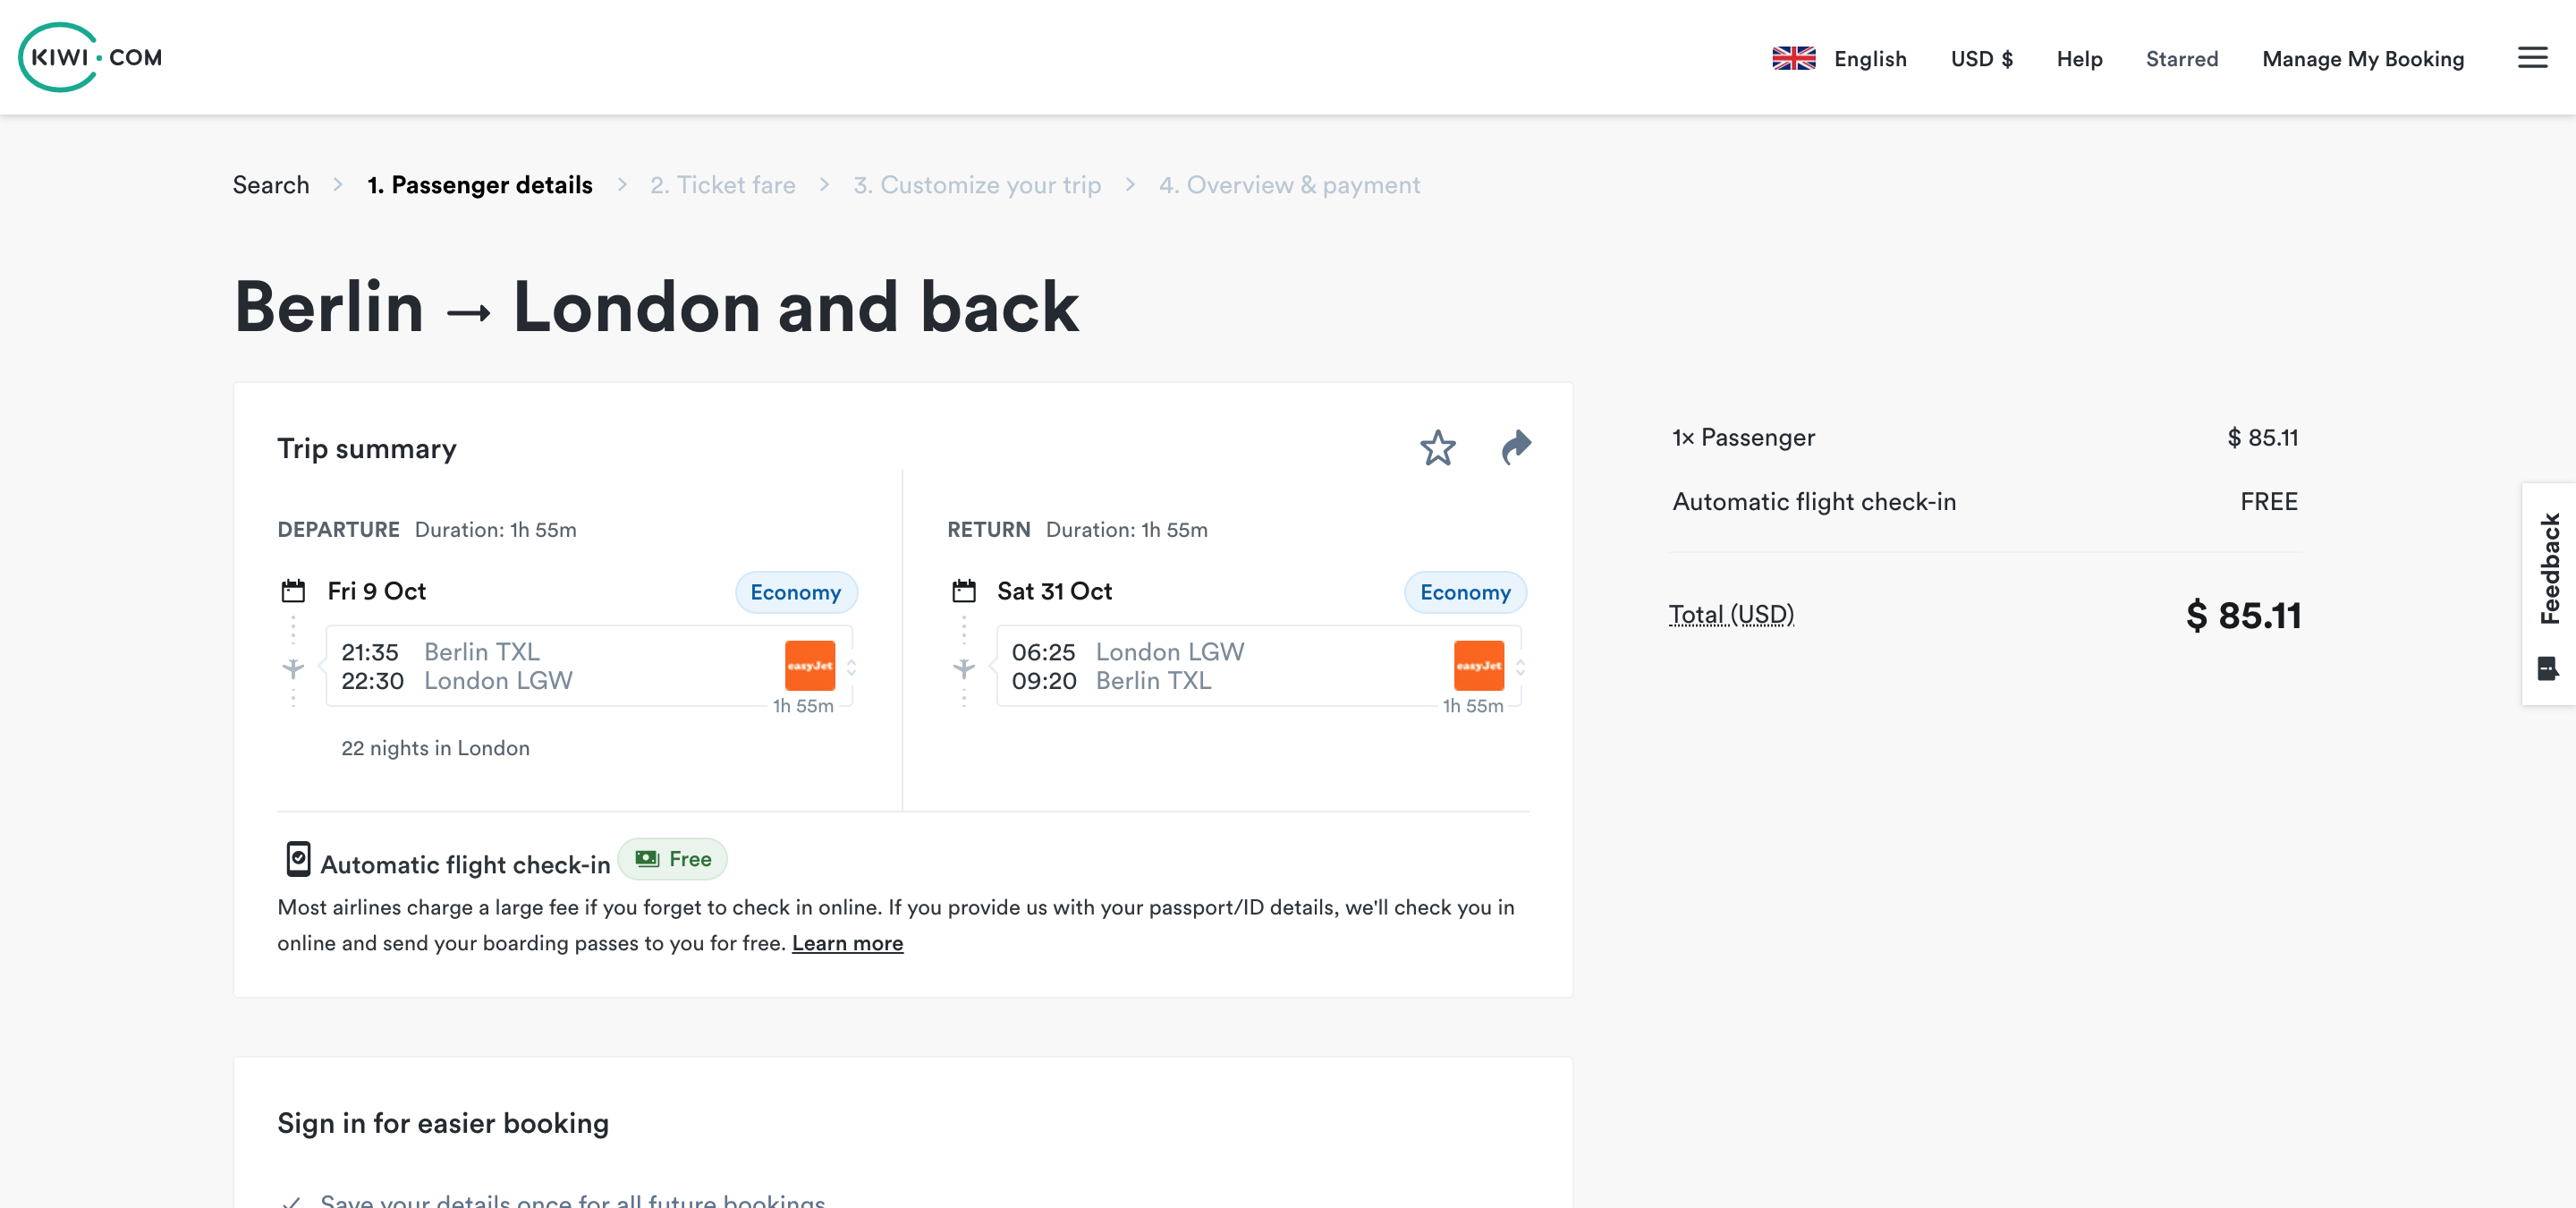 KIWI.COM
English
USD $
Help
Starred
Manage My Booking
Search
1. Passenger details
2. Ticket fare
3. Customize your trip
4. Overview & payment
Berlin → London and back
Trip summary
DEPARTURE Duration: 1h 55m
Fri 9 Oct
Economy
21:35 Berlin TXL
22:30 London LGW
easyJet
1h 55m
22 nights in London
RETURN Duration: 1h 55m
Sat 31 Oct
Economy
06:25 London LGW
09:20 Berlin TXL
easyJet
1h 55m
Automatic flight check-in
Free
Most airlines charge a large fee if you forget to check in online. If you provide us with your passport/ID details, we'll check you in
online and send your boarding passes to you for free. Learn more
1× Passenger $ 85.11
Automatic flight check-in FREE
Total (USD) $ 85.11
Feedback
Sign in for easier booking
Save your details once for all future bookings